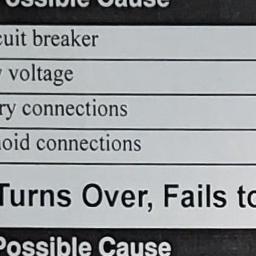 Possible Cause
cuit breaker
voltage
ry connections
noid connections
Turns Over, Fails to
Possible Cause